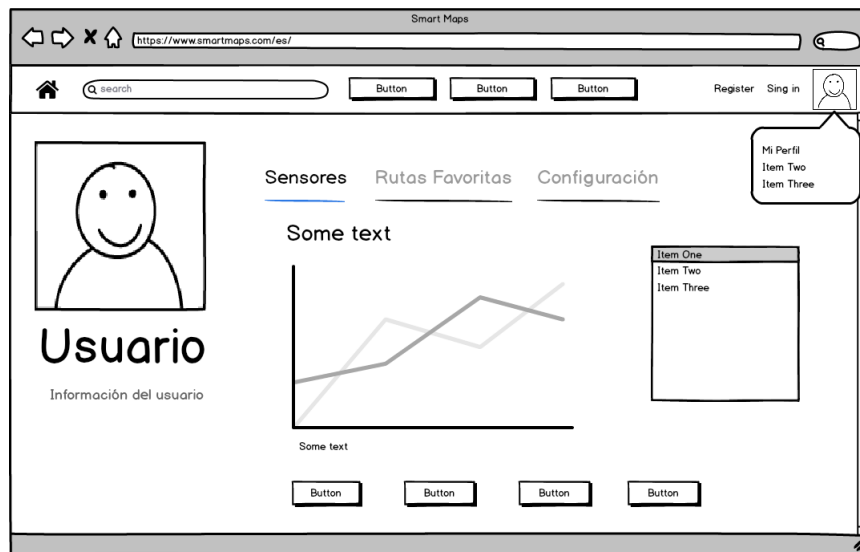 Smart Maps
https://www.smartmaps.com/es/
search
Button
Button
Button
Register
Sing in
Mi Perfil
Item Two
Item Three
Sensores
Rutas Favoritas
Configuración
Some text
Item One
Item Two
Item Three
Usuario
Información del usuario
Some text
Button
Button
Button
Button